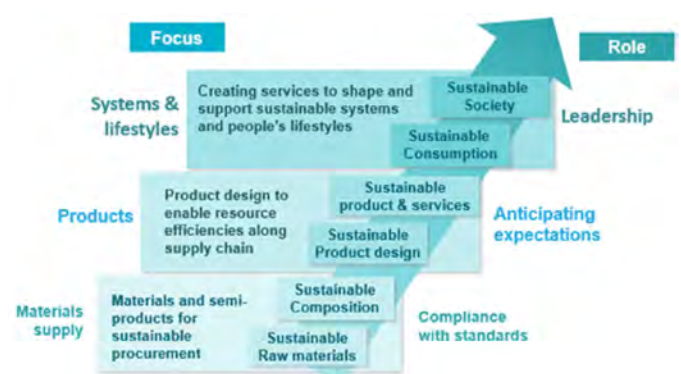 Focus
Role
Systems &
lifestyles
Creating services to shape and
support sustainable systems
and people's lifestyles
Sustainable
Society
Sustainable
Consumption
Leadership
Products
Product design to
enable resource
efficiencies along
supply chain
Sustainable
product & services
Sustainable
Product design
Anticipating
expectations
Materials
supply
Materials and semi-
products for
sustainable
procurement
Sustainable
Composition
Sustainable
Raw materials
Compliance
with standards